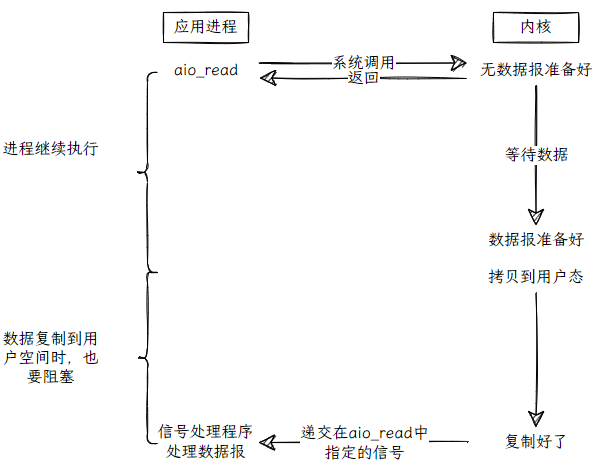 应用进程
内核
aio_read
系统调用
返回
无数据报准备好
进程继续执行
等待数据
数据报准备好
拷贝到用户态
数据复制到用
户空间时，也
要阻塞
信号处理程序
处理数据报
递交在aio_read中
指定的信号
复制好了